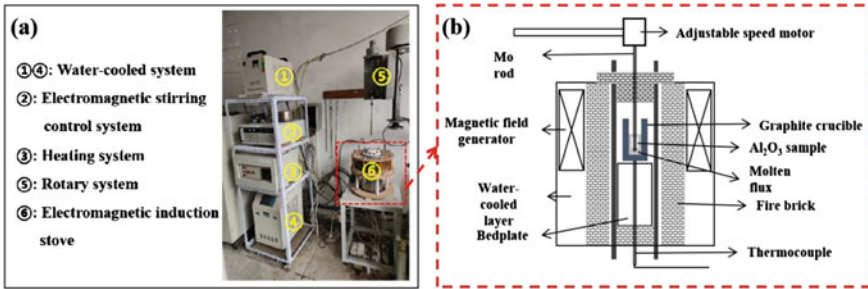 (a)
①④: Water-cooled system
②: Electromagnetic stirring
control system
③: Heating system
⑤: Rotary system
⑥: Electromagnetic induction
stove
①
②
③
④
⑤
⑥
(b)
Adjustable speed motor
Mo
rod
Magnetic field
generator
Water-
cooled
layer
Bedplate
Graphite crucible
Al₂O₃ sample
Molten
flux
Fire brick
Thermocouple